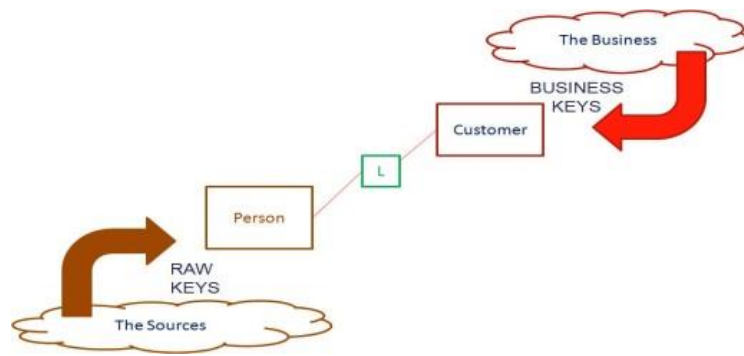 The Business
BUSINESS
KEYS
Customer
L
Person
RAW
KEYS
The Sources